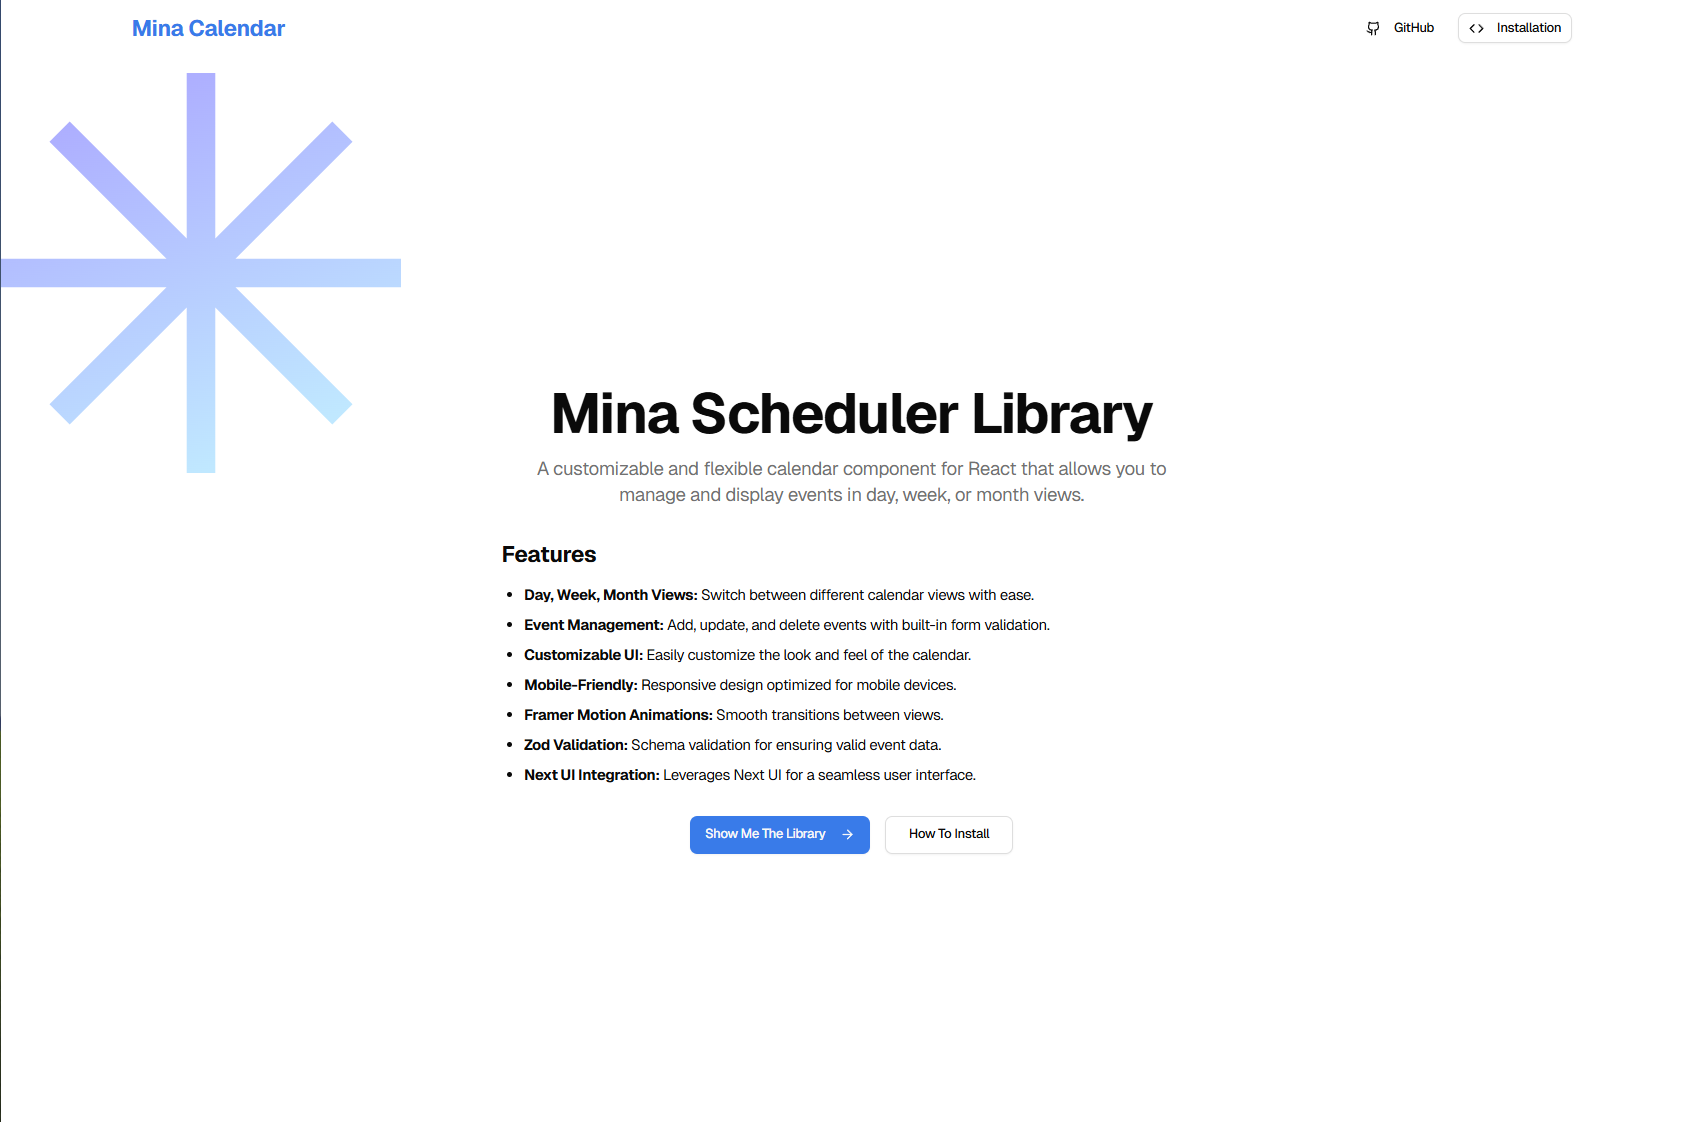 Mina Calendar
GitHub
Installation
Mina Scheduler Library
A customizable and flexible calendar component for React that allows you to
manage and display events in day, week, or month views.
Features
• Day, Week, Month Views: Switch between different calendar views with ease.
• Event Management: Add, update, and delete events with built-in form validation.
• Customizable UI: Easily customize the look and feel of the calendar.
• Mobile-Friendly: Responsive design optimized for mobile devices.
• Framer Motion Animations: Smooth transitions between views.
• Zod Validation: Schema validation for ensuring valid event data.
• Next UI Integration: Leverages Next UI for a seamless user interface.
Show Me The Library
How To Install